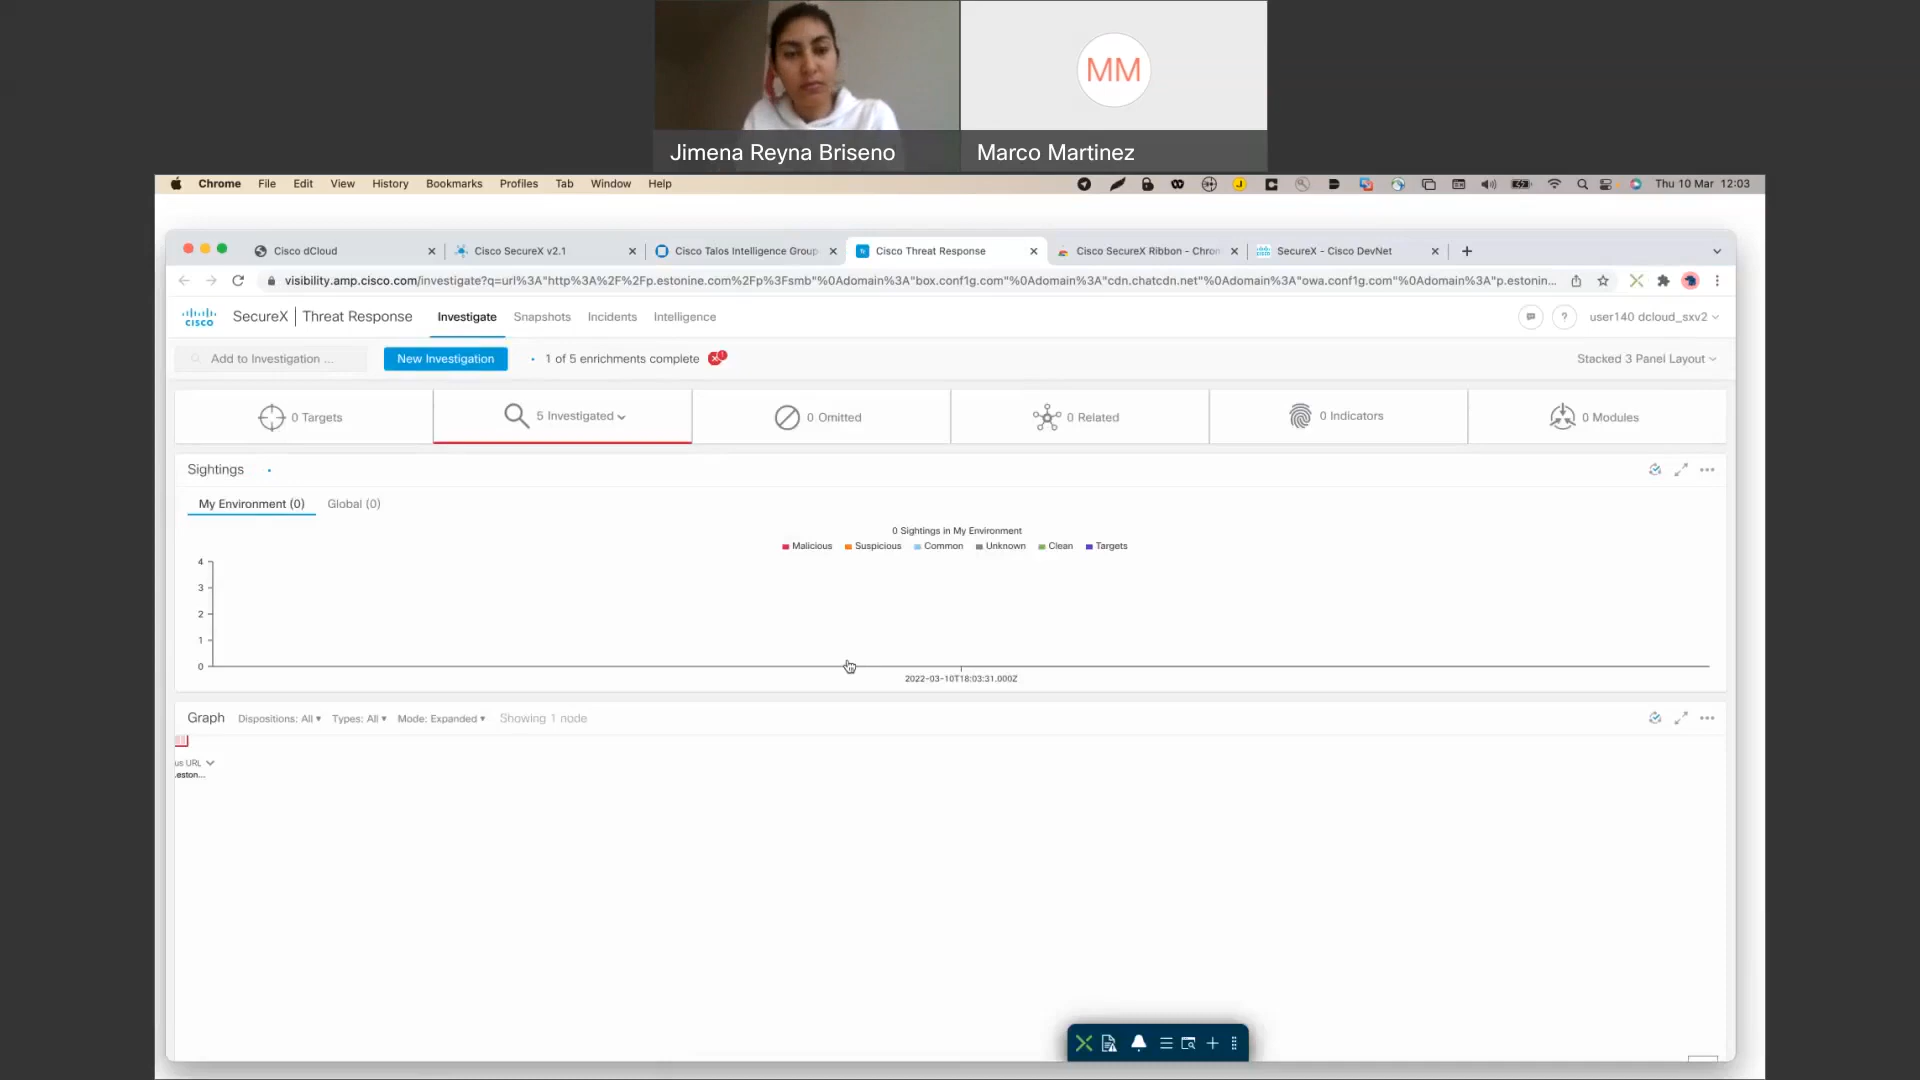 MM
Jimena Reyna Briseno
Marco Martinez
Chrome File Edit View History Bookmarks Profiles Tab Window Help
Thu 10 Mar 12:03
Cisco dCloud
Cisco SecureX v2.1
Cisco Talos Intelligence Group
Cisco Threat Response
Cisco SecureX Ribbon - Chron
SecureX - Cisco DevNet
visibility.amp.cisco.com/investigate?q=url%3A"http%3A%2F%2Fp.estonine.com%2Fp%3Fsmb"%0Adomain%3A"box.conf1g.com"%0Adomain%3A"cdn.chatcdn.net"%0Adomain%3A"owa.conf1g.com"%0Adomain%3A"p.estonin...
CISCO
SecureX | Threat Response Investigate Snapshots Incidents Intelligence
? user140 dcloud_sxv2
Add to Investigation ... New Investigation 1 of 5 enrichments complete 1
Stacked 3 Panel Layout
0 Targets
5 Investigated
0 Omitted
0 Related
0 Indicators
0 Modules
Sightings
My Environment (0) Global (0)
0 Sightings in My Environment
Malicious Suspicious Common Unknown Clean Targets
4
3
2
1
0
2022-03-10T18:03:31.000Z
Graph Dispositions: All Types: All Mode: Expanded Showing 1 node
us URL
.eston...